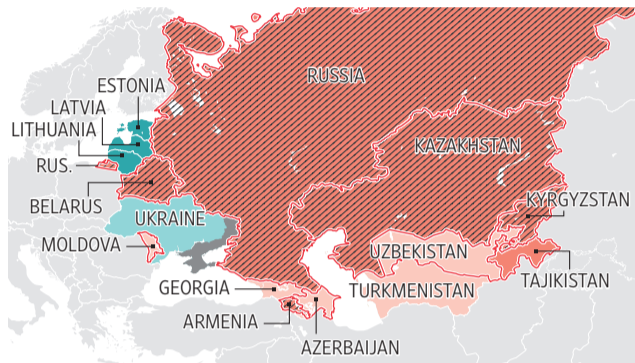 RUSSIA
ESTONIA
LATVIA
LITHUANIA
KAZAKHSTAN
RUS.
KYRGYZSTAN
BELARUS
UKRAINE
MOLDOVA
UZBEKISTAN
TAJIKISTAN
GEORGIA
TURKMENISTAN
ARMENIA
AZERBAIJAN